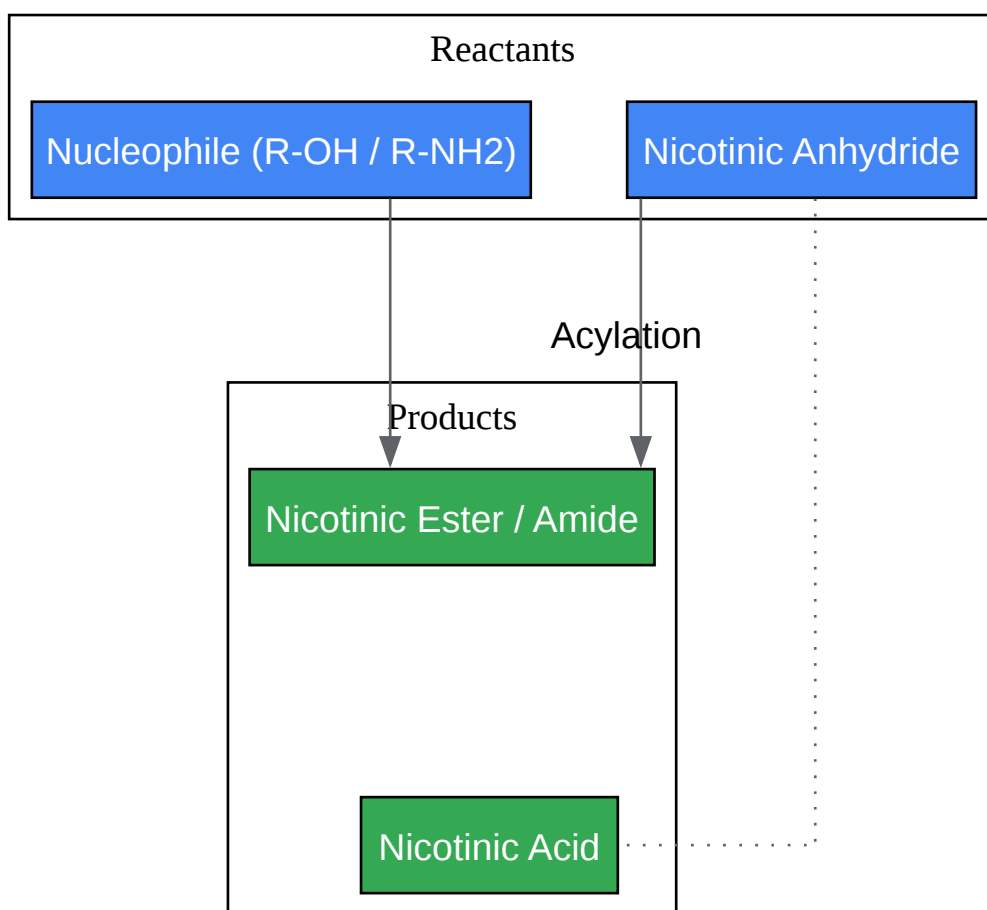 Reactants
Nucleophile (R-OH / R-NH2)
Nicotinic Anhydride
Acylation
Products
Nicotinic Ester / Amide
Nicotinic Acid